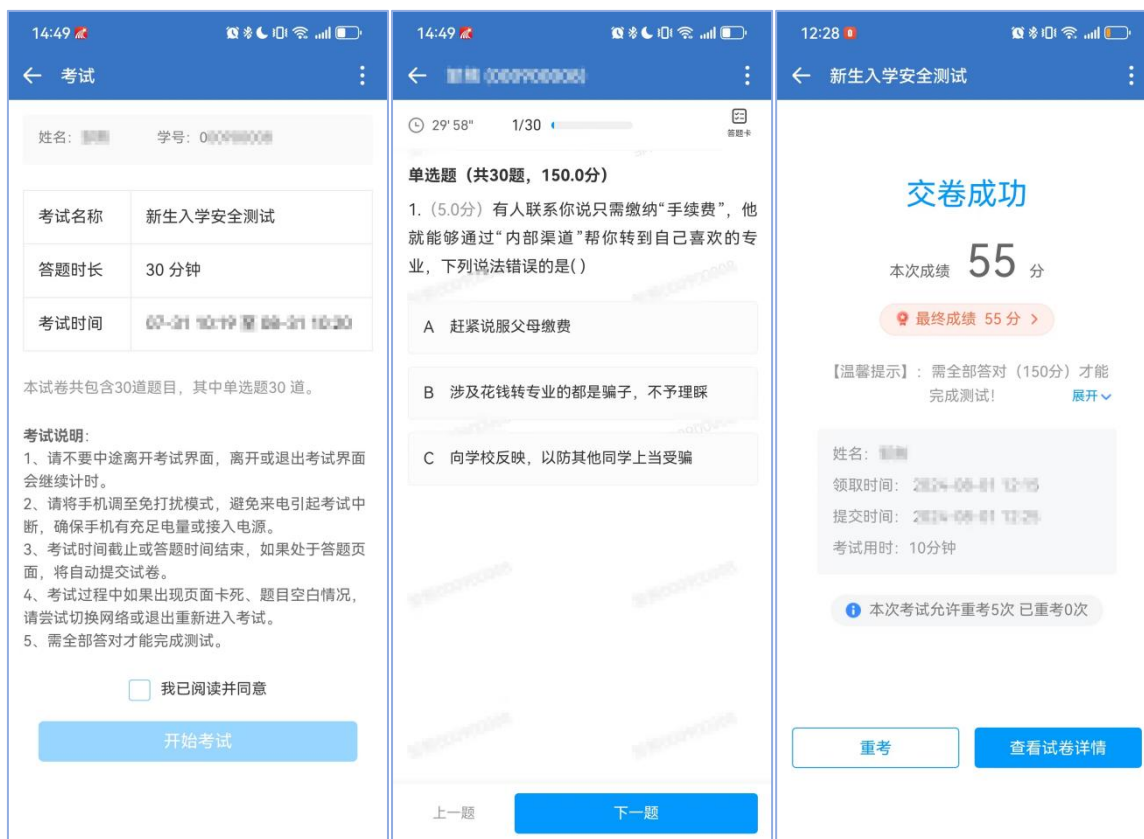 14:49
考试
姓名:
学号: 0
考试名称
新生入学安全测试
答题时长
30 分钟
考试时间
本试卷共包含30道题目，其中单选题30 道。
考试说明:
1、请不要中途离开考试界面，离开或退出考试界面
会继续计时。
2、请将手机调至免打扰模式，避免来电引起考试中
断，确保手机有充足电量或接入电源。
3、考试时间截止或答题时间结束，如果处于答题页
面，将自动提交试卷。
4、考试过程中如果出现页面卡死、题目空白情况，
请尝试切换网络或退出重新进入考试。
5、需全部答对才能完成测试。
我已阅读并同意
开始考试
14:49
29'58"
1/30
答题卡
单选题（共30题，150.0分）
1.（5.0分）有人联系你说只需缴纳“手续费”，他
就能够通过“内部渠道”帮你转到自己喜欢的专
业，下列说法错误的是( )
A 赶紧说服父母缴费
B 涉及花钱转专业的都是骗子，不予理睬
C 向学校反映，以防其他同学上当受骗
上一题
下一题
12:28
新生入学安全测试
交卷成功
本次成绩 55 分
最终成绩 55 分 >
【温馨提示】: 需全部答对（150分）才能
完成测试!
展开
姓名:
领取时间:
提交时间:
考试用时: 10分钟
本次考试允许重考5次 已重考0次
重考
查看试卷详情